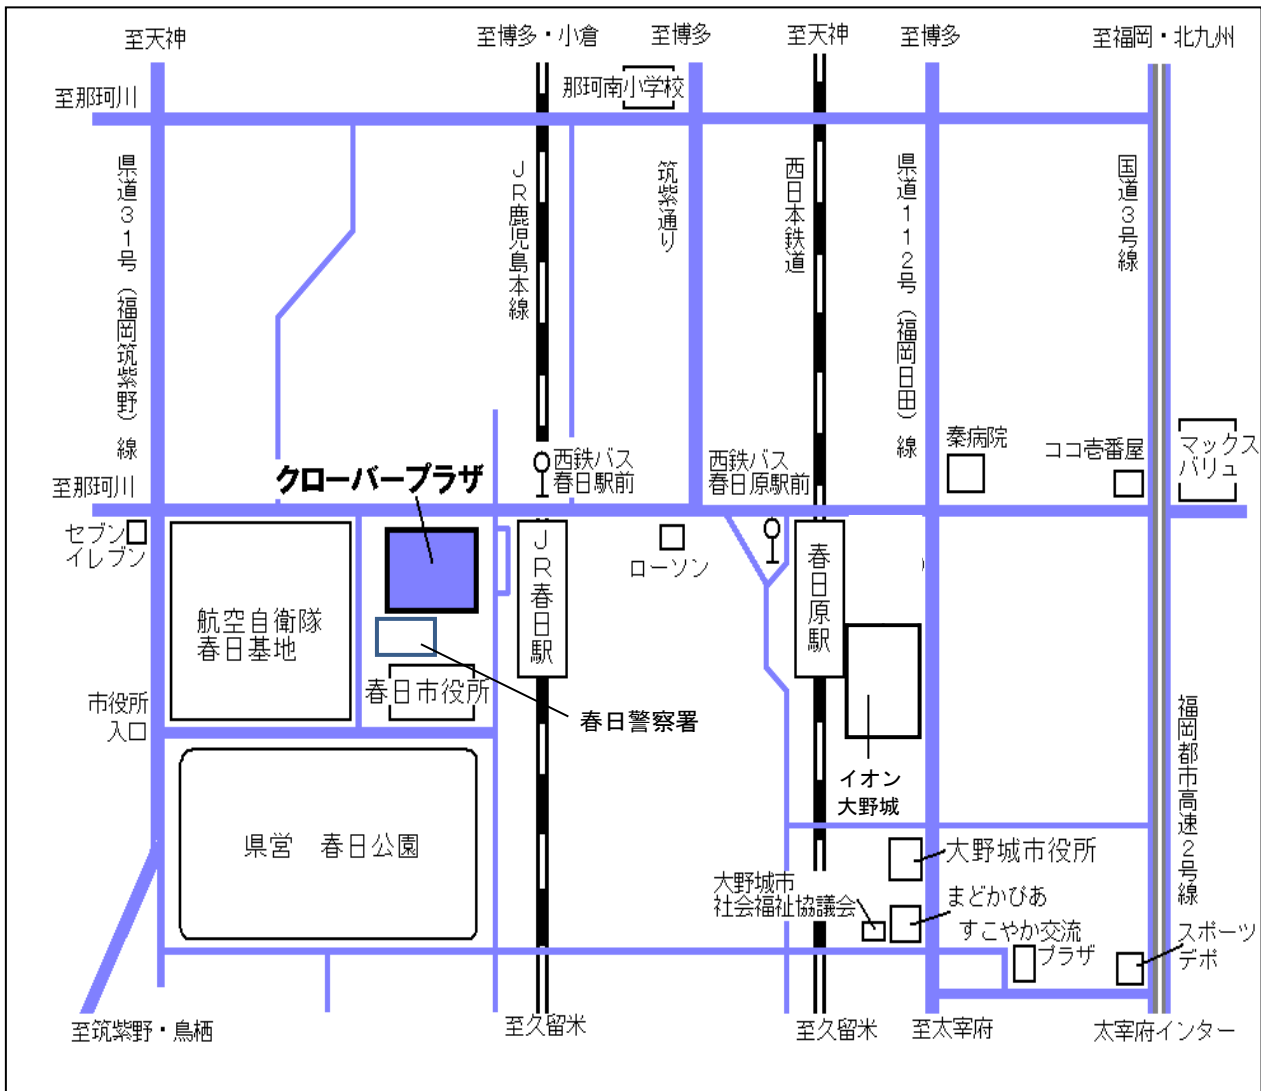 至天神
至博多・小倉
至博多
至天神
至博多
至福岡・北九州
至那珂川
那珂南小学校
県道31号（福岡筑紫野）線
JR鹿児島本線
筑紫通り
西日本鉄道
県道112号（福岡日田）線
国道3号線
秦病院
ココ壱番屋
マックス
バリュ
西鉄バス
春日駅前
西鉄バス
春日原駅前
クローバープラザ
至那珂川
セブン
イレブン
JR春日駅
ローソン
春日原駅
航空自衛隊
春日基地
春日市役所
市役所
入口
春日警察署
福岡都市高速2号線
イオン
大野城
県営　春日公園
大野城市役所
大野城市
社会福祉協議会
まどかぴあ
すこやか交流
プラザ
スポーツ
デポ
至筑紫野・鳥栖
至久留米
至久留米
至太宰府
太宰府インター